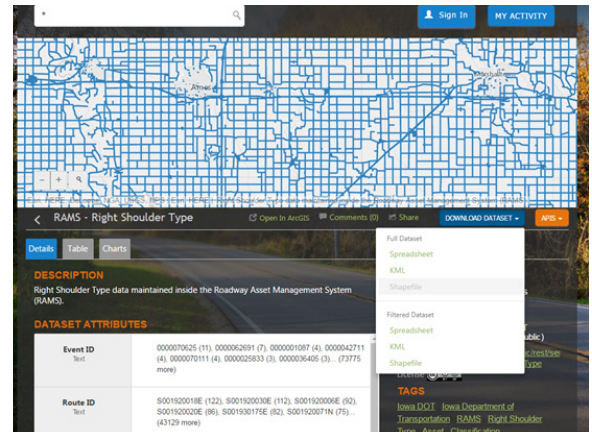 *
Sign In
MY ACTIVITY
Ames
- +
RAMS - Right Shoulder Type
Open In ArcGIS
Comments (0)
Share
DOWNLOAD DATASET
APIS
Details
Table
Charts
Full Dataset
Spreadsheet
KML
Shapefile
Filtered Dataset
Spreadsheet
KML
Shapefile
DESCRIPTION
Right Shoulder Type data maintained inside the Roadway Asset Management System
(RAMS).
DATASET ATTRIBUTES
Event ID
Text
0000070625 (11), 0000062691 (7), 0000001087 (4), 0000042711
(4), 0000070111 (4), 0000025833 (3), 0000036405 (3)... (73775
more)
Route ID
Text
S001920018E (122), S001920030E (112), S001920006E (92),
S001920020E (86), S001930175E (82), S001920071N (75)...
(43129 more)
License
TAGS
Iowa DOT Iowa Department of
Transportation RAMS Right Shoulder
Type Asset Classification